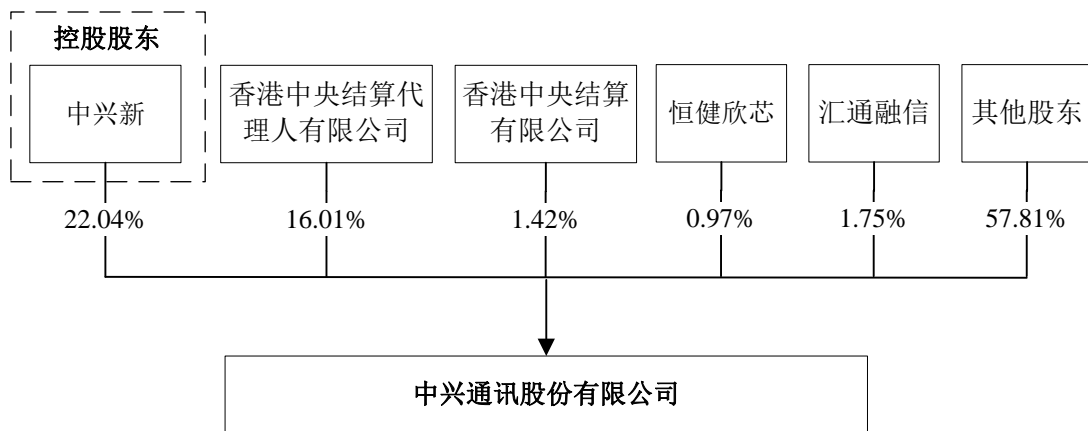 控股股东
中兴新
香港中央结算代
理人有限公司
香港中央结算
有限公司
恒健欣芯
汇通融信
其他股东
22.04%
16.01%
1.42%
0.97%
1.75%
57.81%
中兴通讯股份有限公司